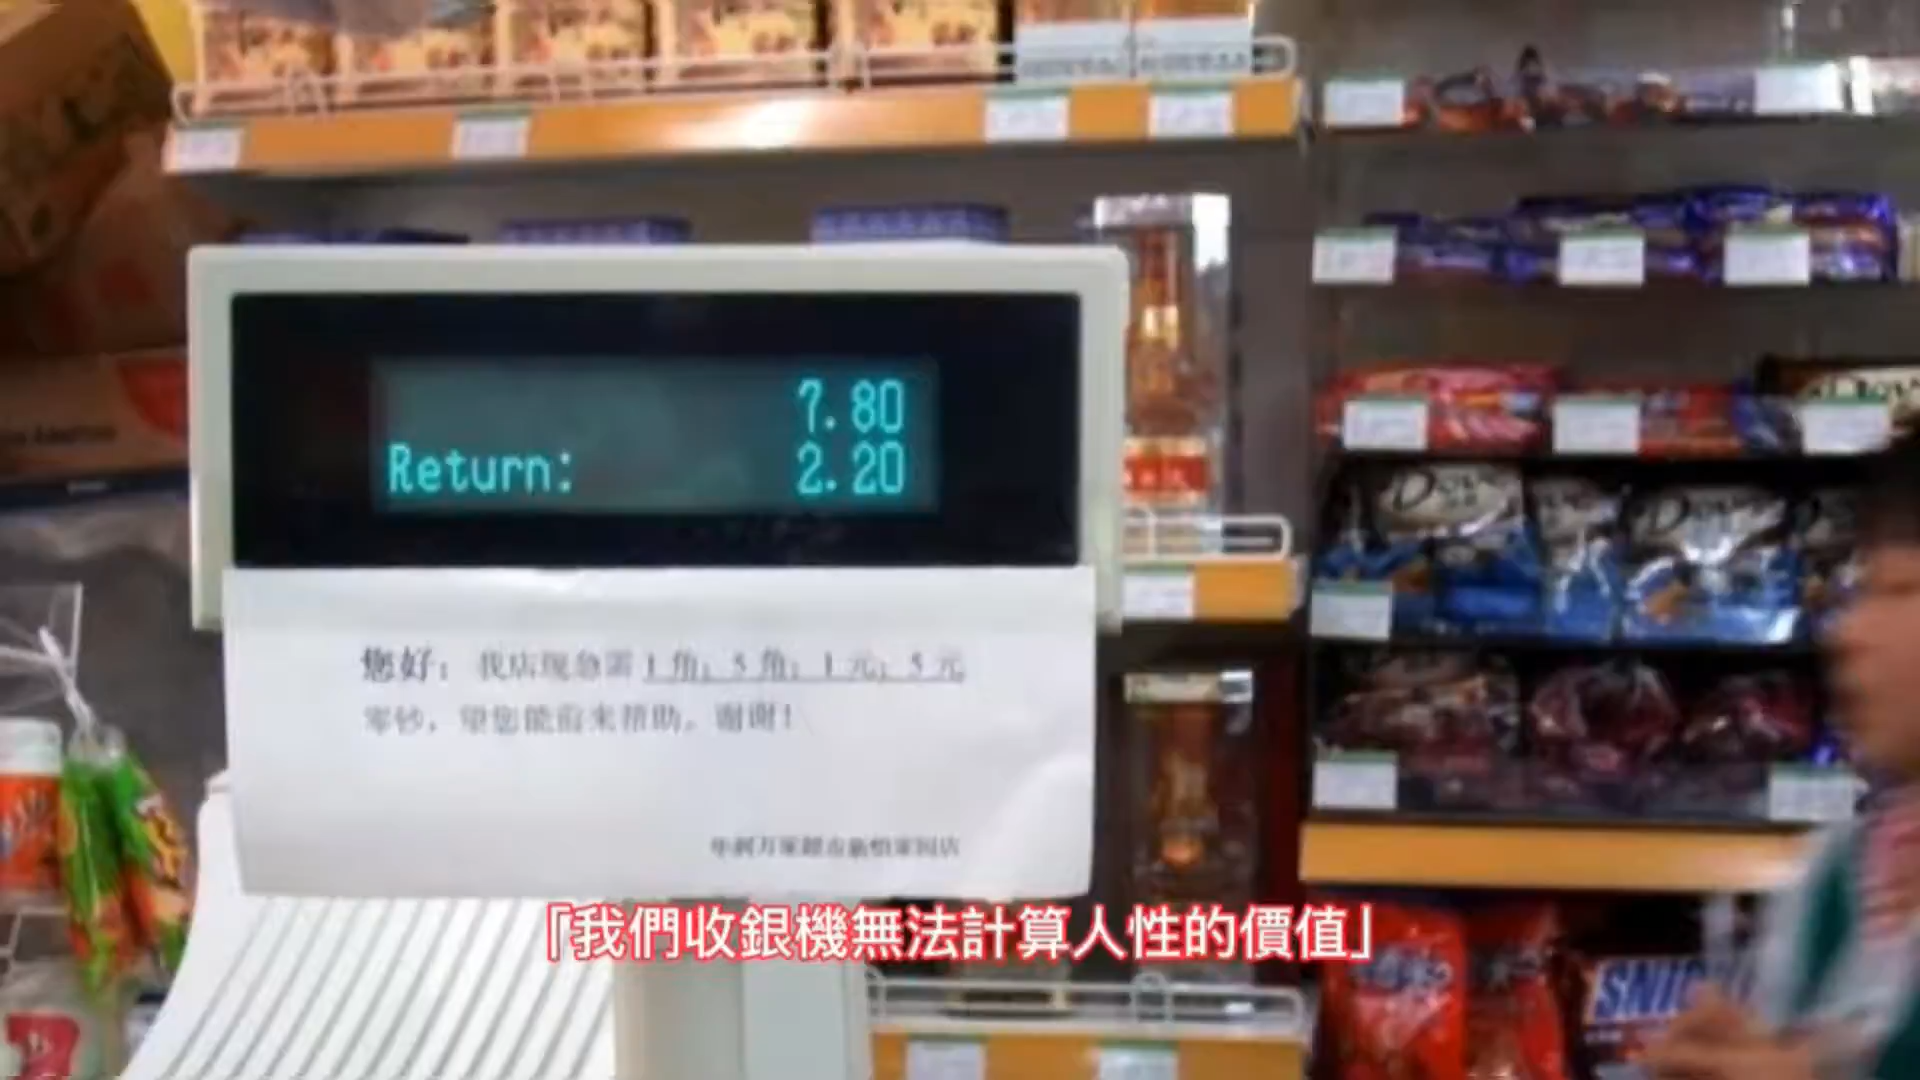 7.80
Return: 2.20
您好：我店现急需1角；5角；1元；5元
零钞，望您能前来帮助。谢谢！
「我們收銀機無法計算人性的價值」
SNIC